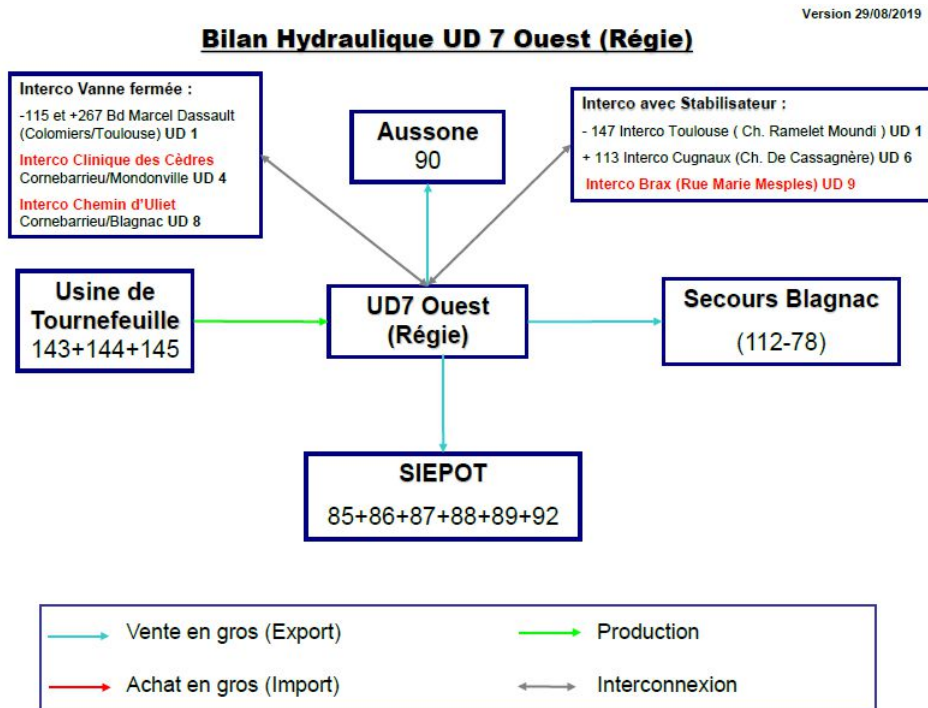 Version 29/08/2019
Bilan Hydraulique UD 7 Ouest (Régie)
Interco Vanne fermée :
-115 et +267 Bd Marcel Dassault
(Colomiers/Toulouse) UD 1
Interco Clinique des Cèdres
Cornebarrieu/Mondonville UD 4
Interco Chemin d'Uliet
Cornebarrieu/Blagnac UD 8
Aussone
90
Interco avec Stabilisateur :
- 147 Interco Toulouse ( Ch. Ramelet Moundi ) UD 1
+ 113 Interco Cugnaux (Ch. De Cassagnère) UD 6
Interco Brax (Rue Marie Mesples) UD 9
Usine de
Tournefeuille
143+144+145
UD7 Ouest
(Régie)
Secours Blagnac
(112-78)
SIEPOT
85+86+87+88+89+92
Vente en gros (Export)
Production
Achat en gros (Import)
Interconnexion